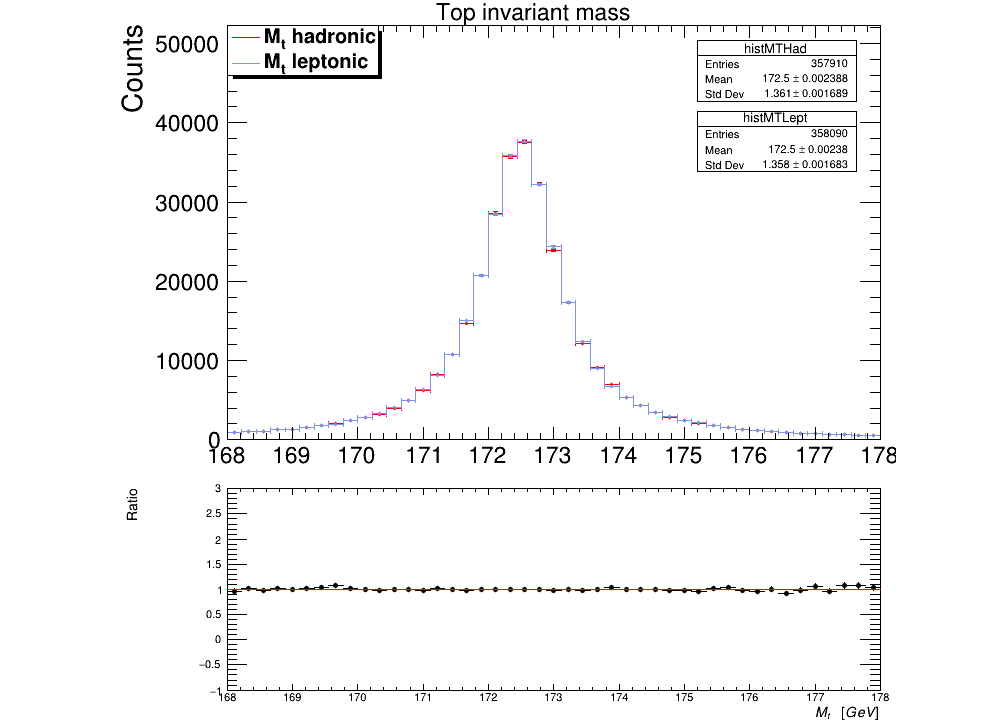 Top invariant mass
Counts
M_t hadronic
M_t leptonic
histMTHad
Entries 357910
Mean 172.5 ± 0.002388
Std Dev 1.361 ± 0.001689
histMTLept
Entries 358090
Mean 172.5 ± 0.00238
Std Dev 1.358 ± 0.001683
50000
40000
30000
20000
10000
0
168 169 170 171 172 173 174 175 176 177 178
Ratio
3
2.5
2
1.5
1
0.5
0
−0.5
−1
168 169 170 171 172 173 174 175 176 177 178
M_t [GeV]